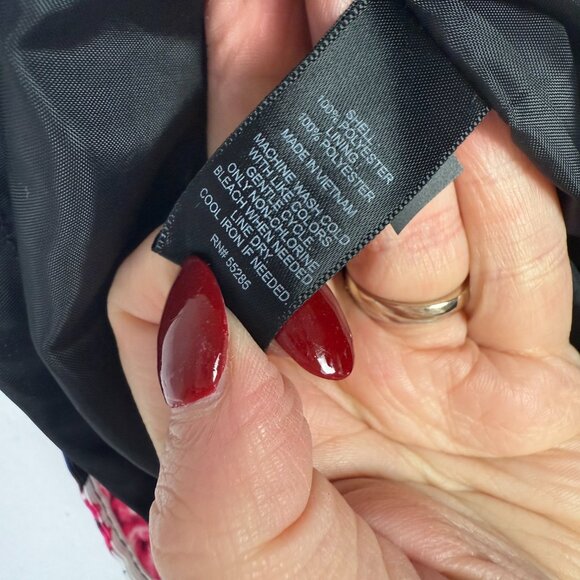 SHELL
100% POLYESTER
LINING
100% POLYESTER
MADE IN VIETNAM
MACHINE WASH COLD
WITH LIKE COLORS
GENTLE CYCLE
ONLY NON.CHLORINE
BLEACH WHEN NEEDED
LINE DRY
COOL IRON IF NEEDED
RN# 55285